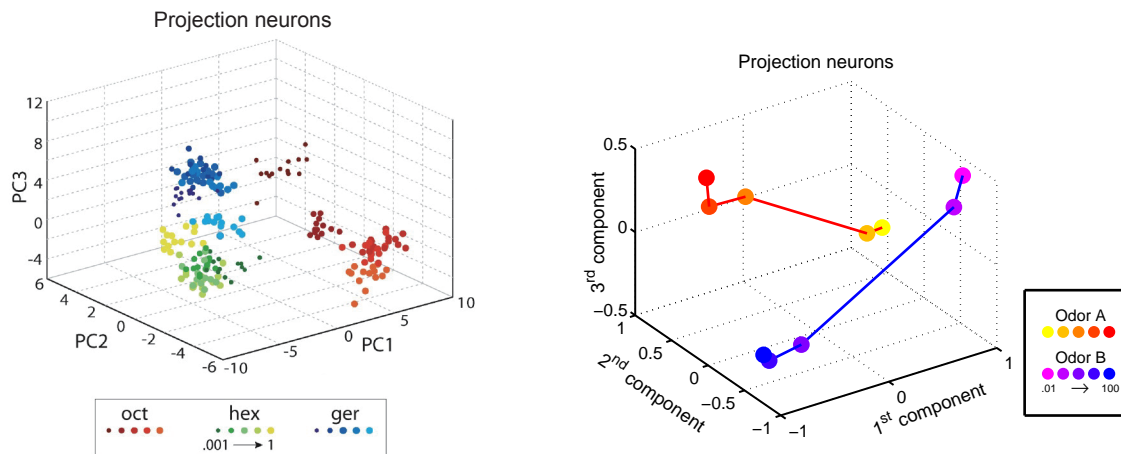 Projection neurons
12
8
4
0
-4
PC3
6
4
2
0
-2
-4
-6
PC2
-10
-5
0
5
10
PC1
oct hex ger
.001 → 1
Projection neurons
0.5
0
−0.5
3rd component
1
0.5
0
−0.5
−1
2nd component
−1
0
1
1st component
Odor A
Odor B
.01 → 100